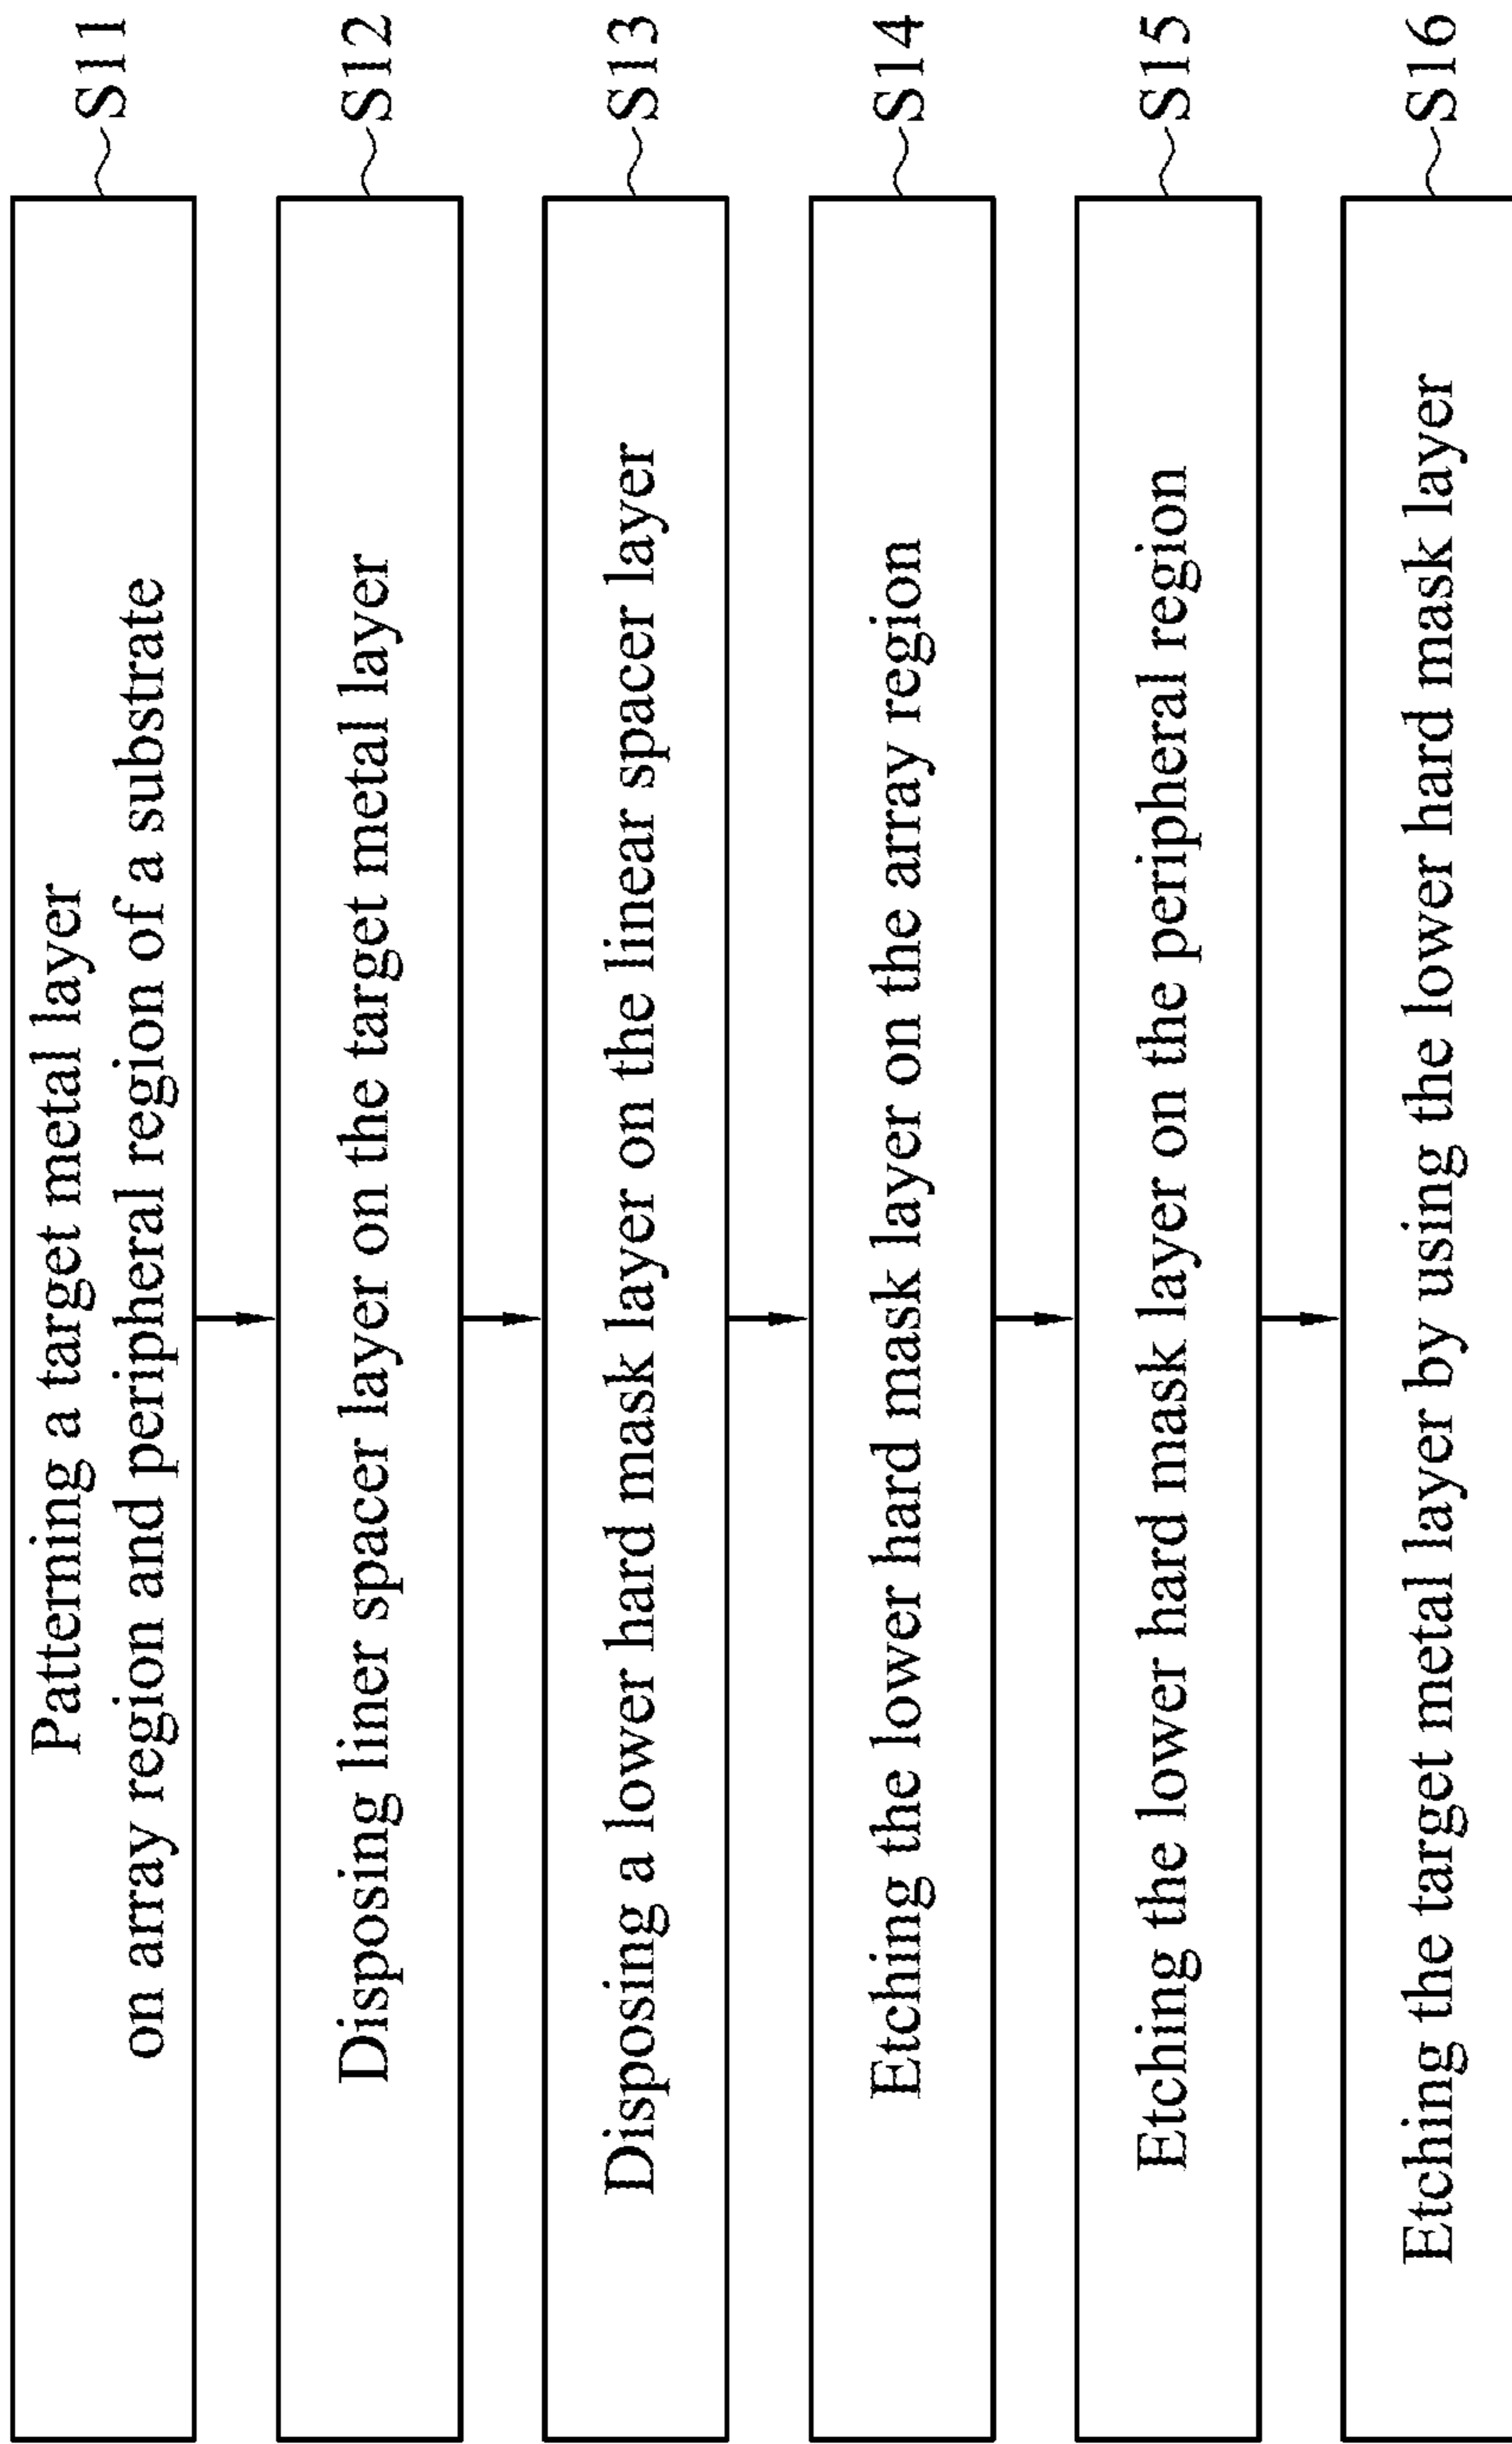 Patterning a target metal layer
on array region and peripheral region of a substrate
S11
Disposing liner spacer layer on the target metal layer
S12
Disposing a lower hard mask layer on the linear spacer layer
S13
Etching the lower hard mask layer on the array region
S14
Etching the lower hard mask layer on the peripheral region
S15
Etching the target metal layer by using the lower hard mask layer
S16